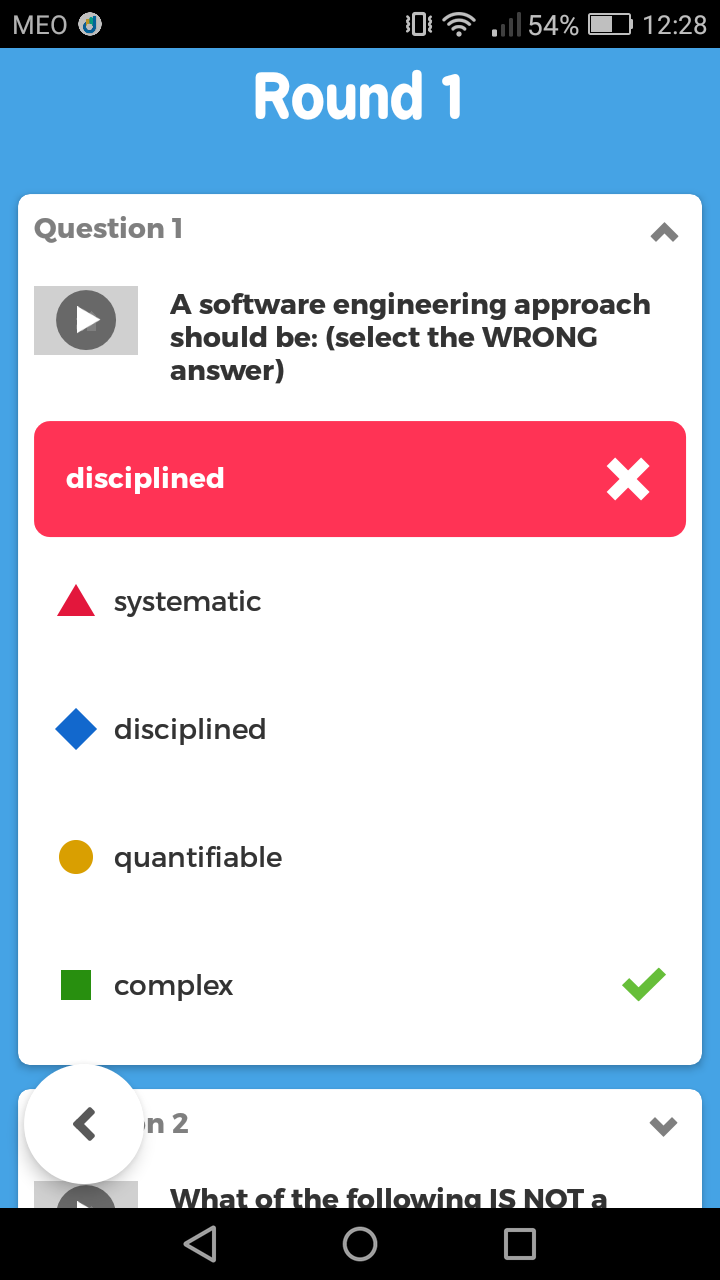 MEO 54% 12:28
Round 1
Question 1
A software engineering approach
should be: (select the WRONG
answer)
disciplined
systematic
disciplined
quantifiable
complex
n 2
What of the following IS NOT a